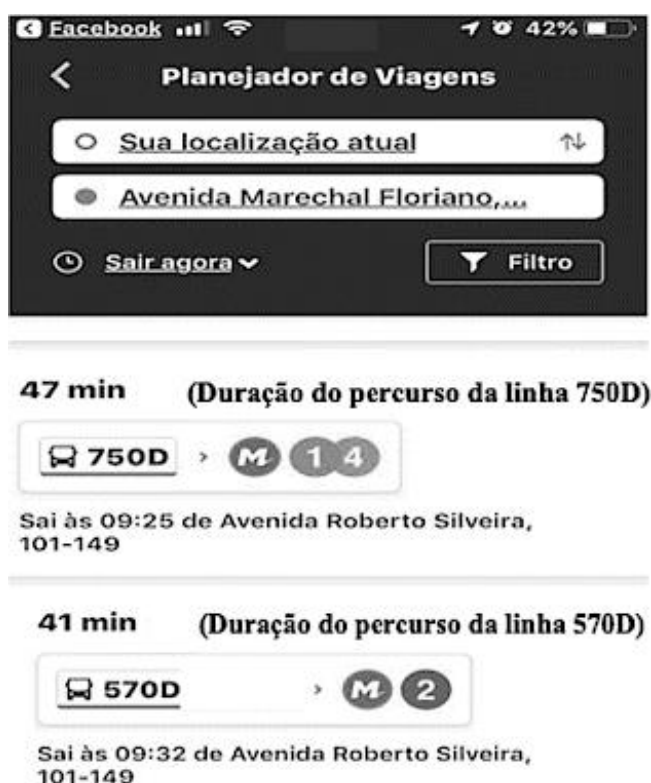 Facebook 42%
Planejador de Viagens
Sua localização atual
Avenida Marechal Floriano,...
Sair agora Filtro
47 min (Duração do percurso da linha 750D)
750D > M 1 4
Sai às 09:25 de Avenida Roberto Silveira,
101-149
41 min (Duração do percurso da linha 570D)
570D > M 2
Sai às 09:32 de Avenida Roberto Silveira,
101-149